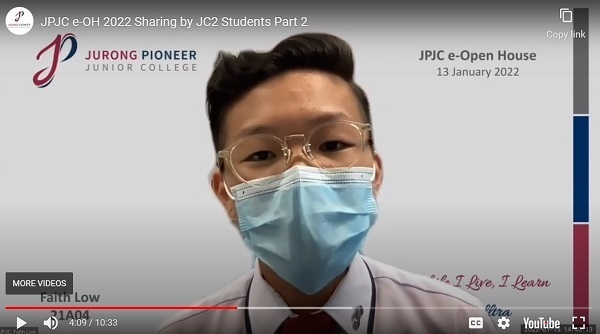 JPJC e-OH 2022 Sharing by JC2 Students Part 2
Copy link
JURONG PIONEER
JUNIOR COLLEGE
JPJC e-Open House
13 January 2022
MORE VIDEOS
Faith Low
21A04
I Live, I Learn
4:09 / 10:33
YouTube